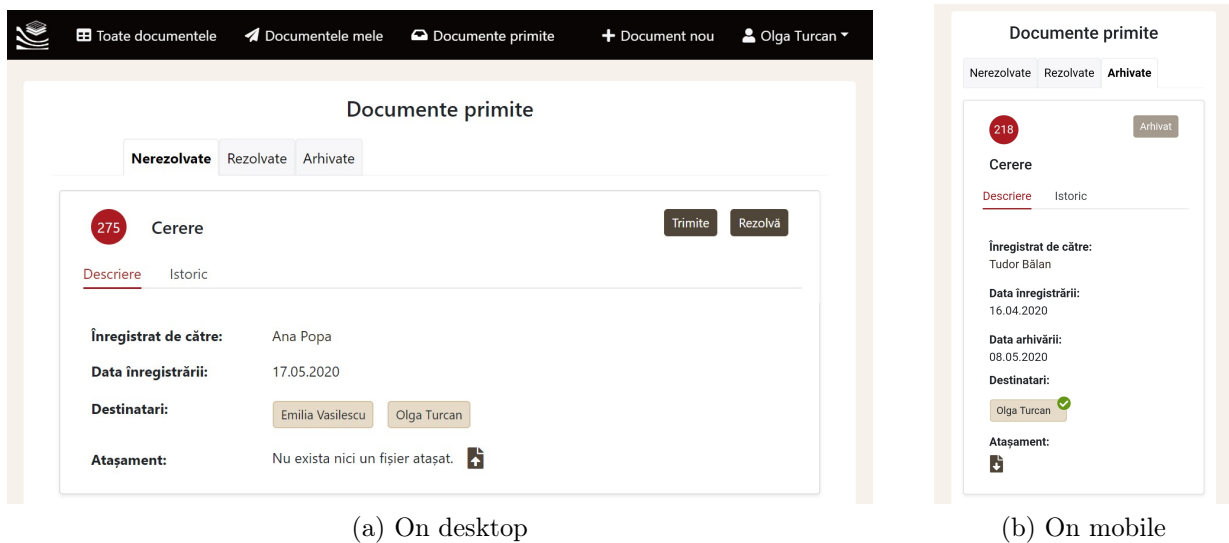 Toate documentele Documentele mele Documente primite Document nou Olga Turcan
Documente primite
Nerezolvate Rezolvate Arhivate
275 Cerere Trimite Rezolvă
Descriere Istoric
Înregistrat de către: Ana Popa
Data înregistrării: 17.05.2020
Destinatari: Emilia Vasilescu Olga Turcan
Atașament: Nu exista nici un fișier atașat.
(a) On desktop
Documente primite
Nerezolvate Rezolvate Arhivate
218 Arhivat
Cerere
Descriere Istoric
Înregistrat de către:
Tudor Bălan
Data înregistrării:
16.04.2020
Data arhivării:
08.05.2020
Destinatari:
Olga Turcan
Atașament:
(b) On mobile